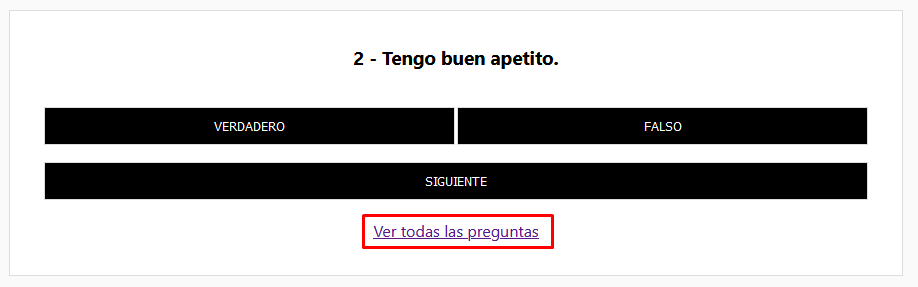 2 - Tengo buen apetito.
VERDADERO FALSO
SIGUIENTE
Ver todas las preguntas